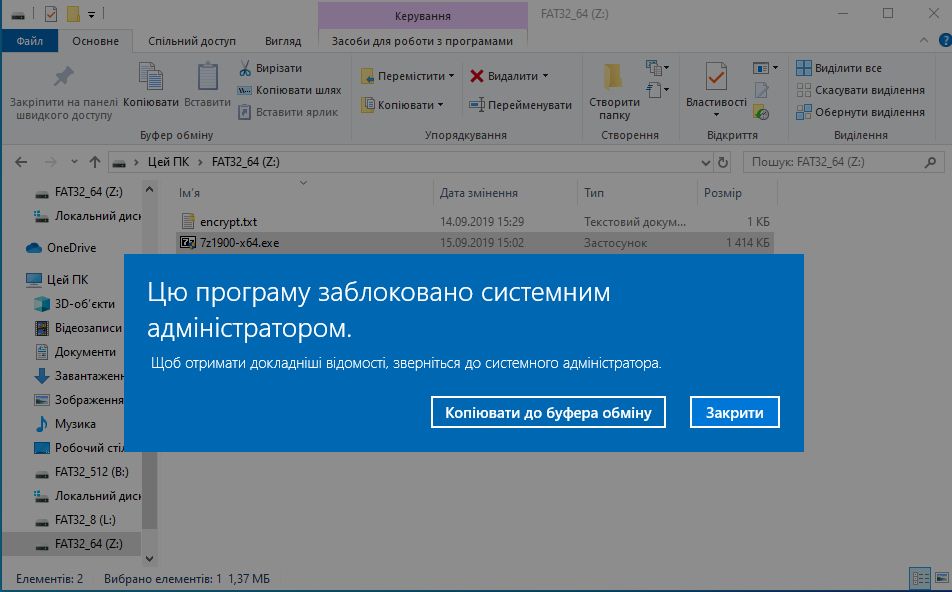 Керування
FAT32_64 (Z:)
Файл
Основне
Спільний доступ
Вигляд
Засоби для роботи з програмами
Закріпити на панелі
швидкого доступу
Копіювати
Вставити
Вирізати
Копіювати шлях
Вставити ярлик
Буфер обміну
Перемістити
Копіювати
Видалити
Перейменувати
Упорядкування
Створити
папку
Створення
Властивості
Відкриття
Виділити все
Скасувати виділення
Обернути виділення
Виділення
Цей ПК
FAT32_64 (Z:)
Пошук: FAT32_64 (Z:)
FAT32_64 (Z:)
Локальний диск
OneDrive
Цей ПК
3D-об’єкти
Відеозаписи
Документи
Завантажен
Зображення
Музика
Робочий стіл
FAT32_512 (B:)
Локальний диск
FAT32_8 (L:)
FAT32_64 (Z:)
Ім'я
Дата змінення
Тип
Розмір
encrypt.txt
14.09.2019 15:29
Текстовий докум...
1 КБ
7z
7z1900-x64.exe
15.09.2019 15:02
Застосунок
1 414 КБ
Цю програму заблоковано системним
адміністратором.
Щоб отримати докладніші відомості, зверніться до системного адміністратора.
Копіювати до буфера обміну
Закрити
Елементів: 2
Вибрано елементів: 1 1,37 МБ